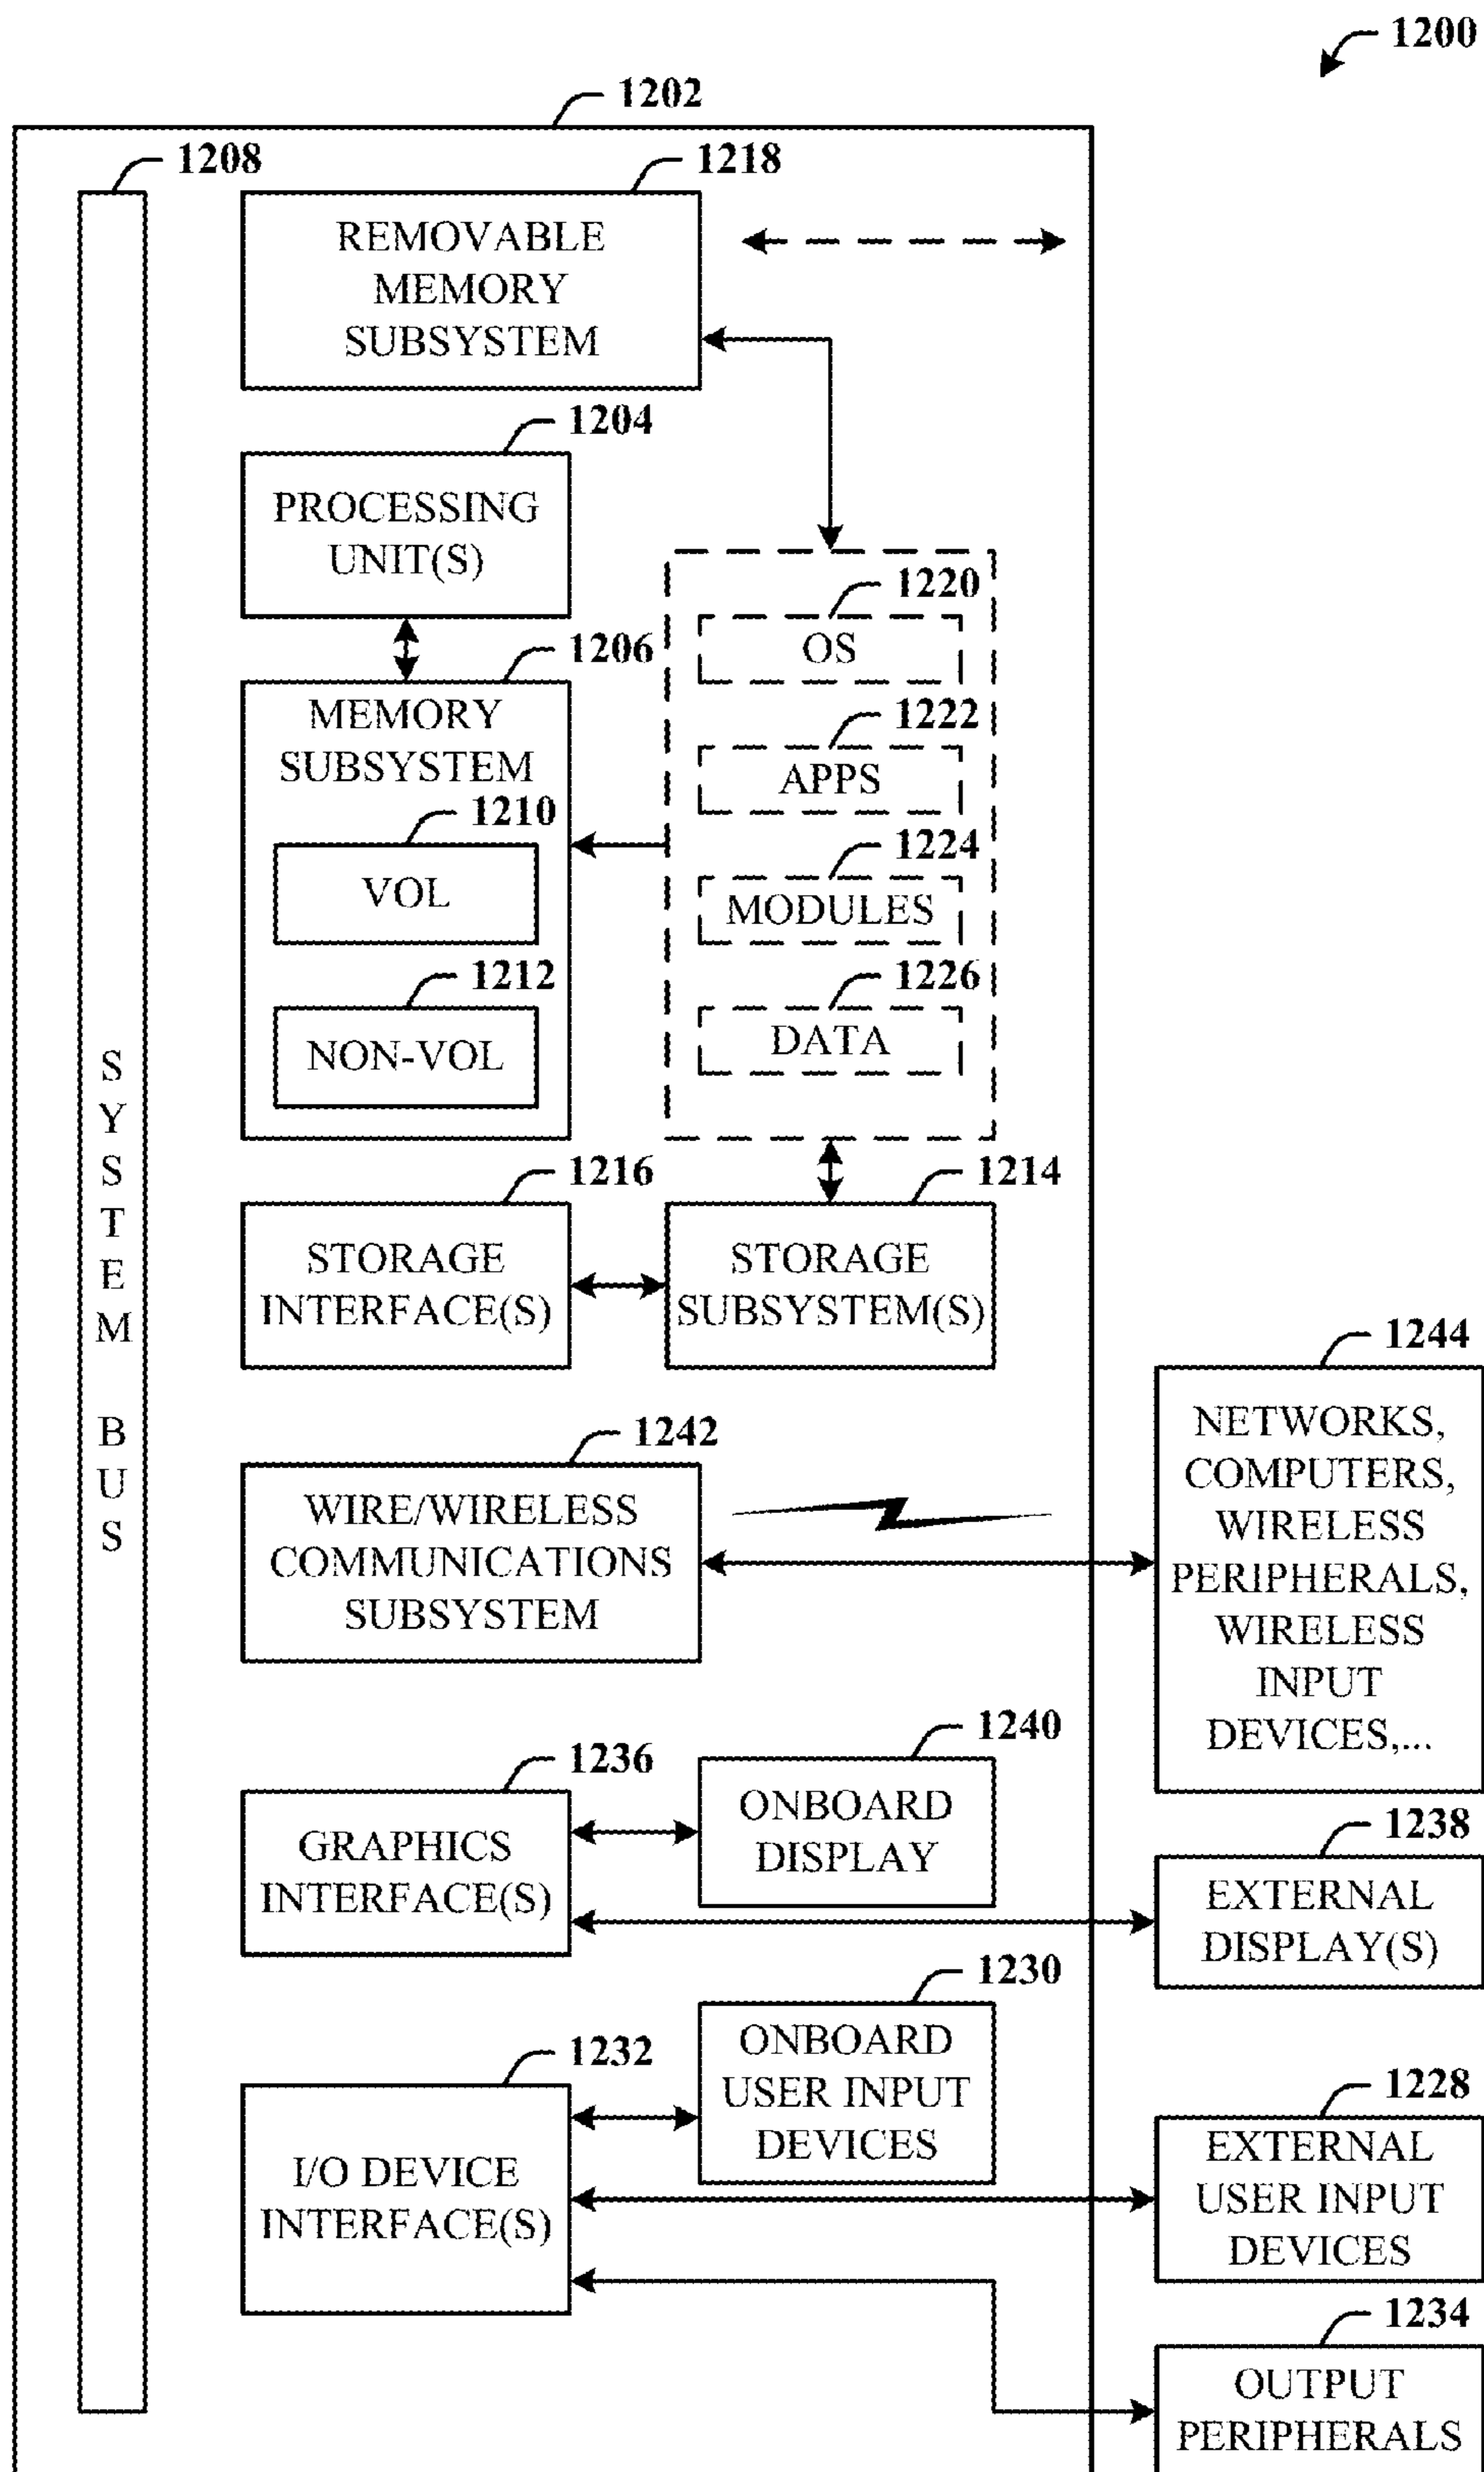 1200
1202
1208
1218
REMOVABLE
MEMORY
SUBSYSTEM
1204
PROCESSING
UNIT(S)
1220
OS
1206
MEMORY
SUBSYSTEM
1222
APPS
1210
VOL
1224
MODULES
1212
NON-VOL
1226
DATA
SYSTEM BUS
1216
STORAGE
INTERFACE(S)
1214
STORAGE
SUBSYSTEM(S)
1244
NETWORKS,
COMPUTERS,
WIRELESS
PERIPHERALS,
WIRELESS
INPUT
DEVICES,...
1242
WIRE/WIRELESS
COMMUNICATIONS
SUBSYSTEM
1240
ONBOARD
DISPLAY
1236
GRAPHICS
INTERFACE(S)
1238
EXTERNAL
DISPLAY(S)
1230
ONBOARD
USER INPUT
DEVICES
1232
I/O DEVICE
INTERFACE(S)
1228
EXTERNAL
USER INPUT
DEVICES
1234
OUTPUT
PERIPHERALS